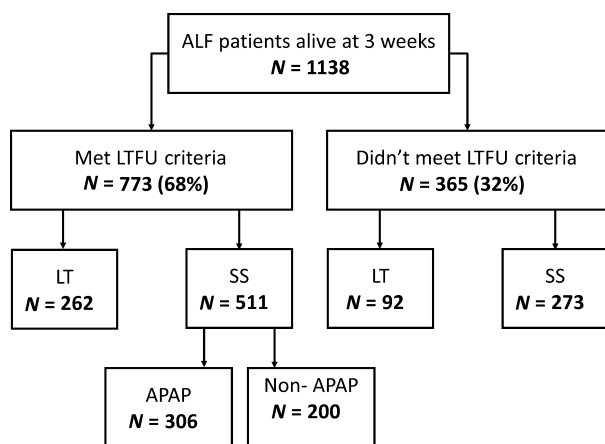 ALF patients alive at 3 weeks
N = 1138
Met LTFU criteria
N = 773 (68%)
Didn't meet LTFU criteria
N = 365 (32%)
LT
N = 262
SS
N = 511
LT
N = 92
SS
N = 273
APAP
N = 306
Non- APAP
N = 200